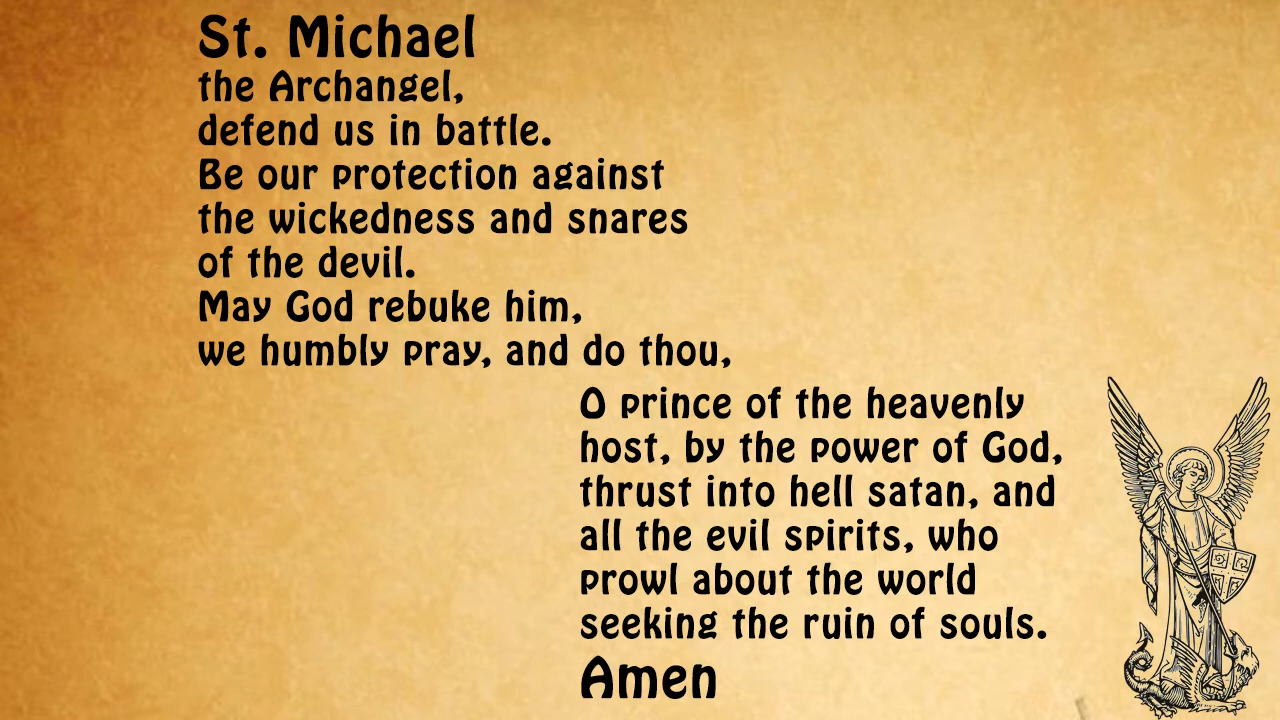 St. Michael
the Archangel,
defend us in battle.
Be our protection against
the wickedness and snares
of the devil.
May God rebuke him,
we humbly pray, and do thou,
O prince of the heavenly
host, by the power of God,
thrust into hell satan, and
all the evil spirits, who
prowl about the world
seeking the ruin of souls.
Amen